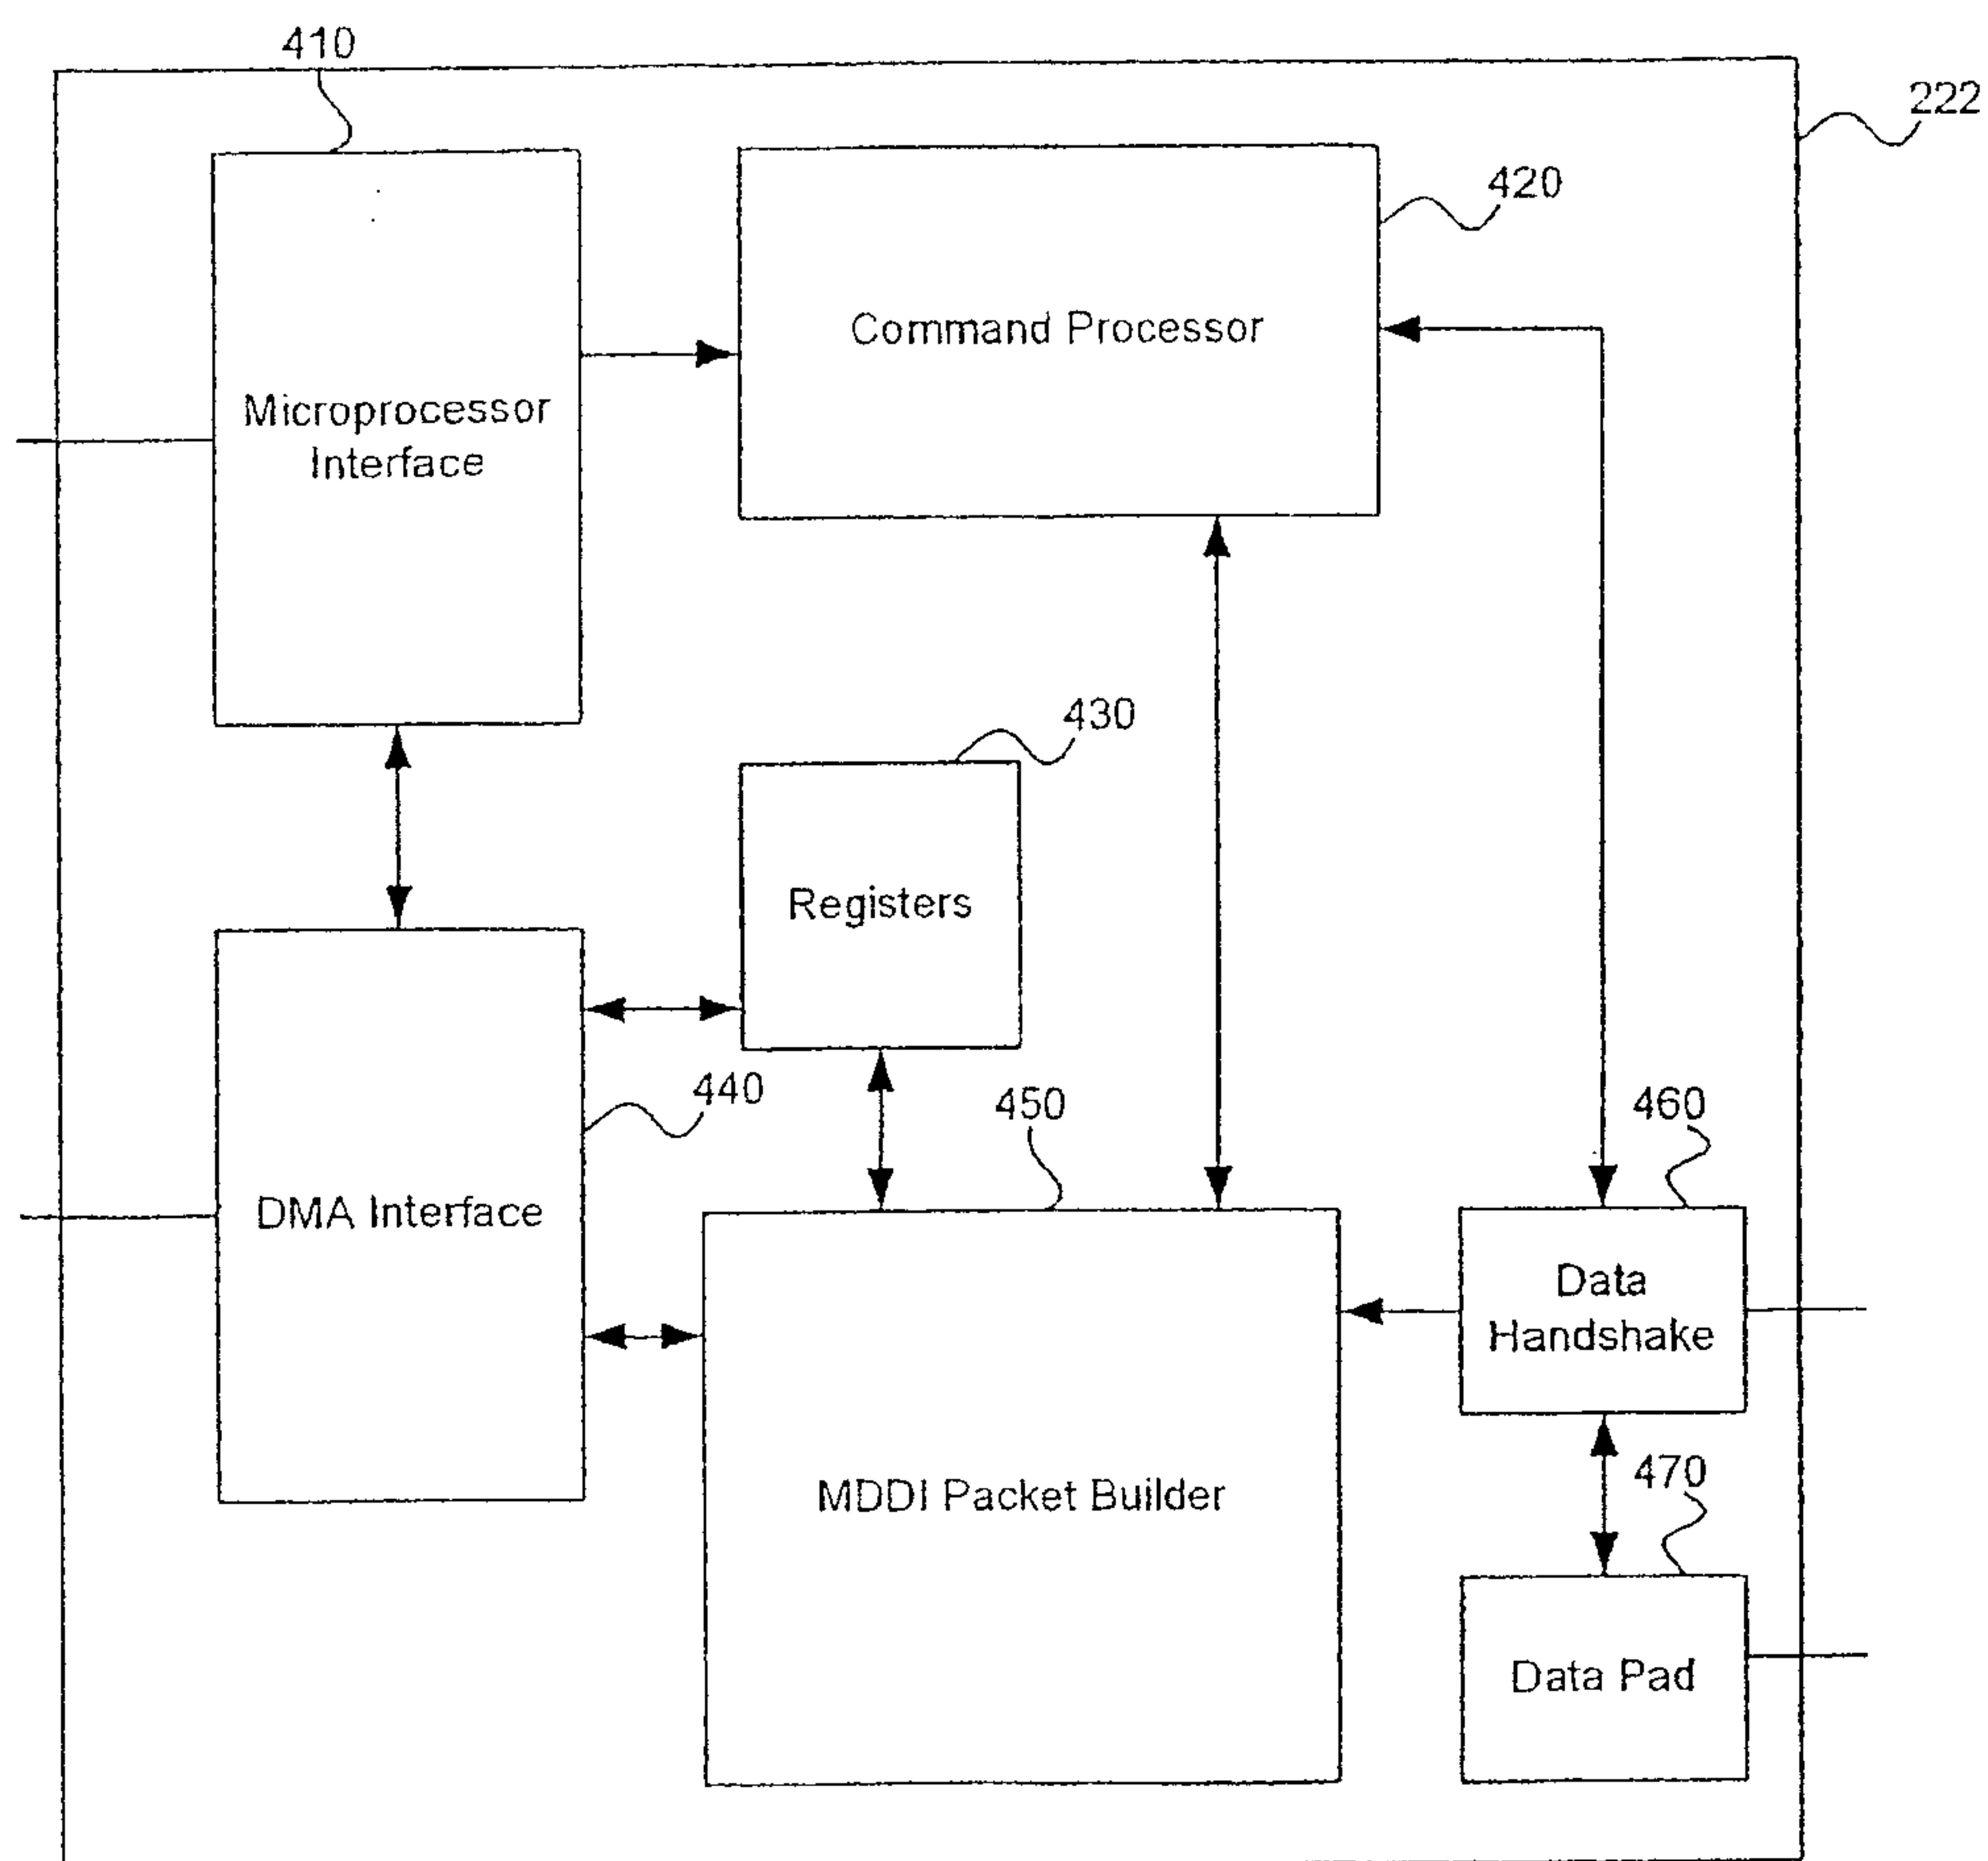 410
222
420
Command Processor
Microprocessor
Interface
430
Registers
440
450
460
DMA Interface
Data
Handshake
470
MDDI Packet Builder
Data Pad